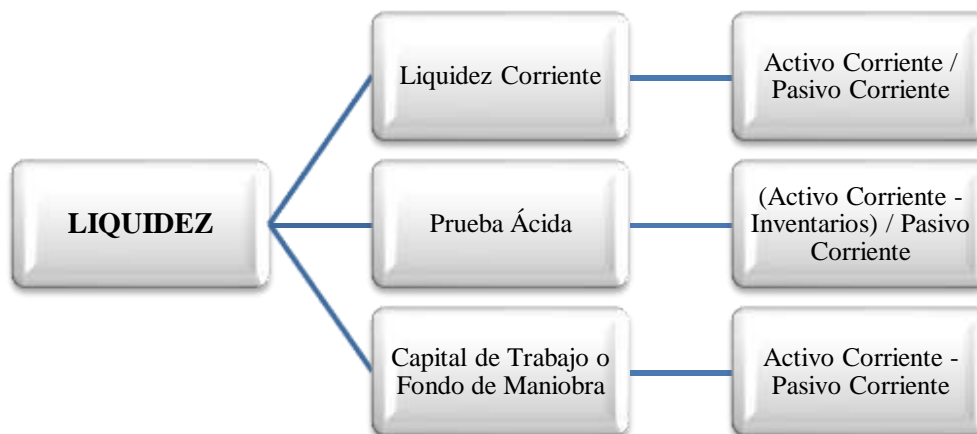 LIQUIDEZ
Liquidez Corriente
Activo Corriente /
Pasivo Corriente
Prueba Ácida
(Activo Corriente -
Inventarios) / Pasivo
Corriente
Capital de Trabajo o
Fondo de Maniobra
Activo Corriente -
Pasivo Corriente